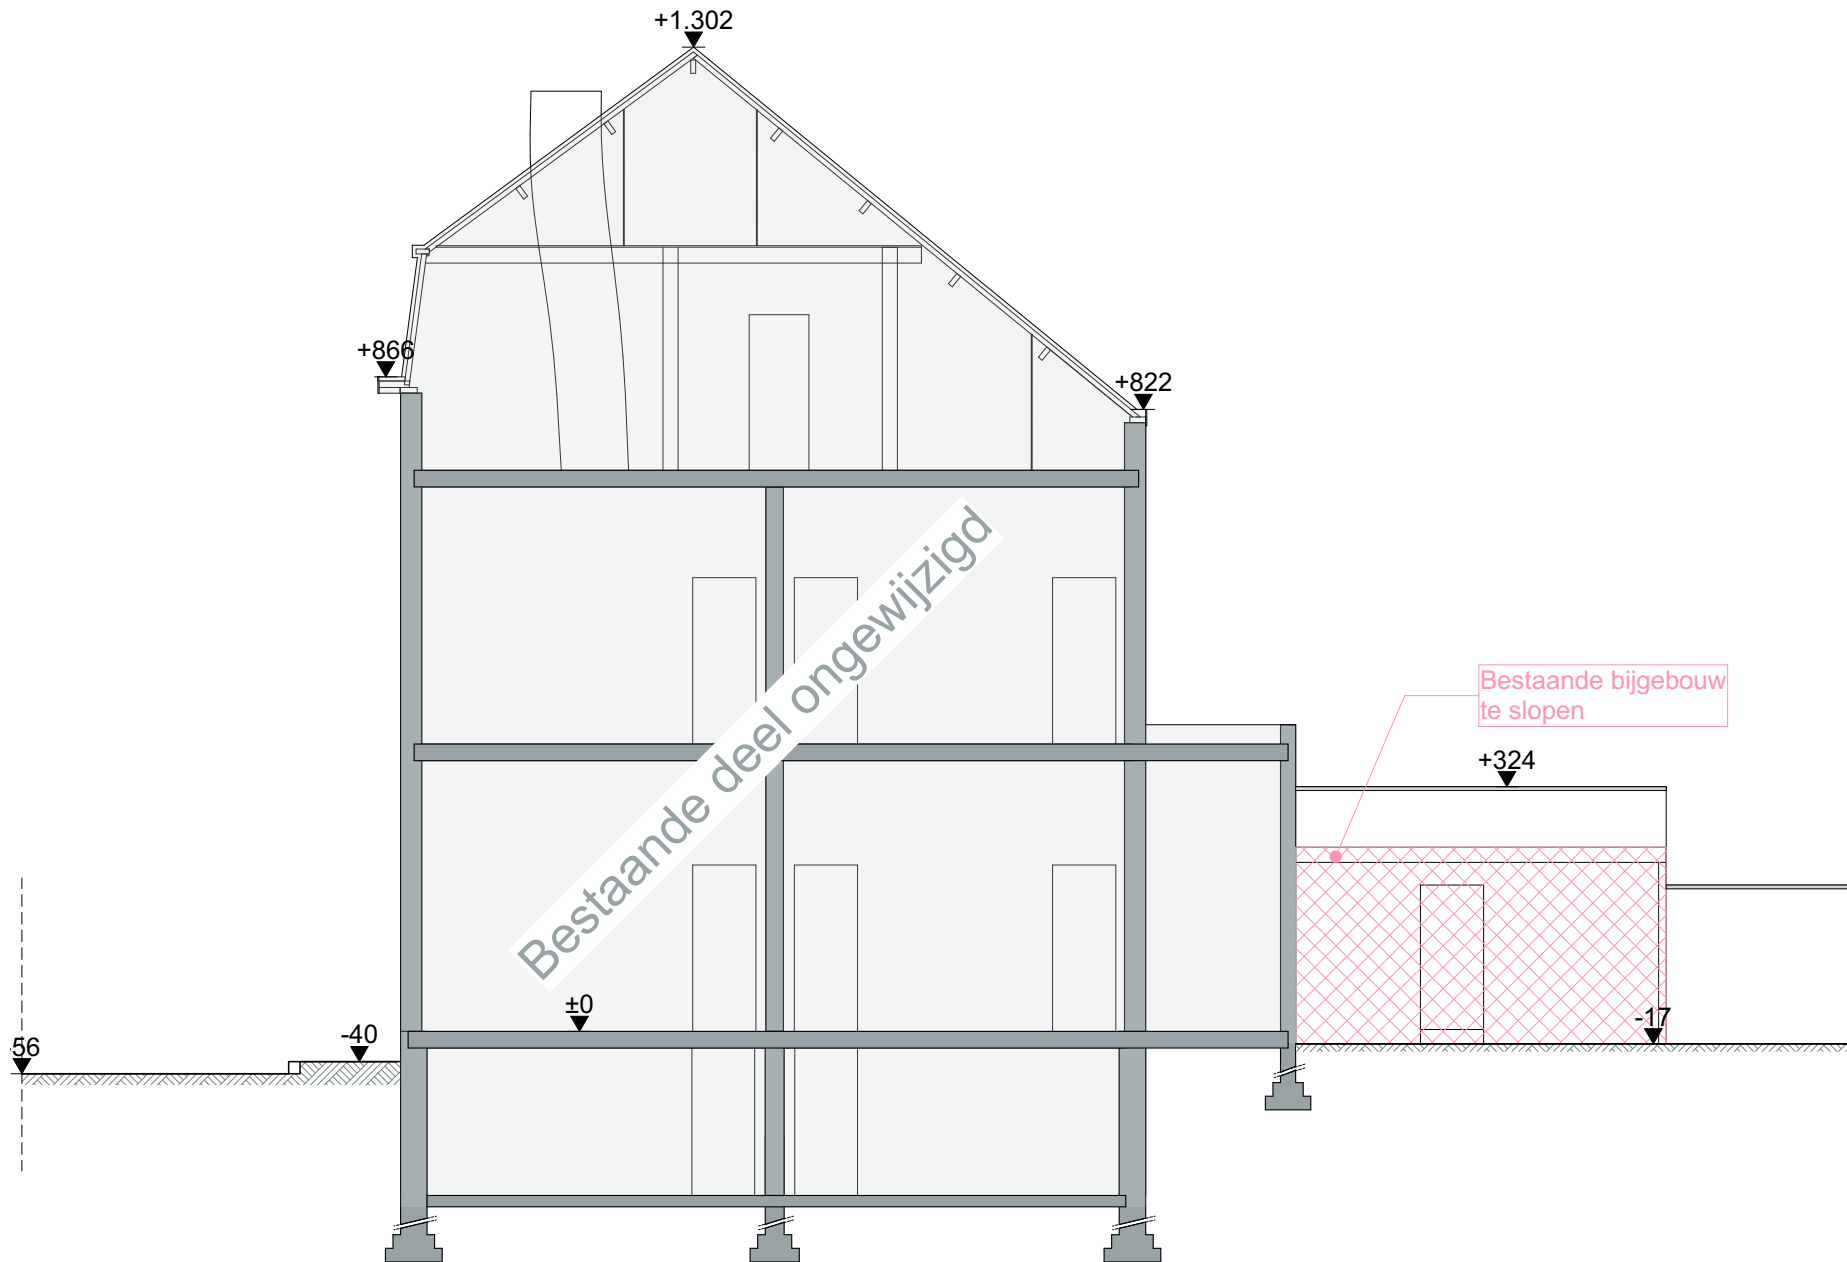 +1.302
+866
+822
Bestaande deel ongewijzigd
Bestaande bijgebouw
te slopen
+324
±0
-17
-40
-56